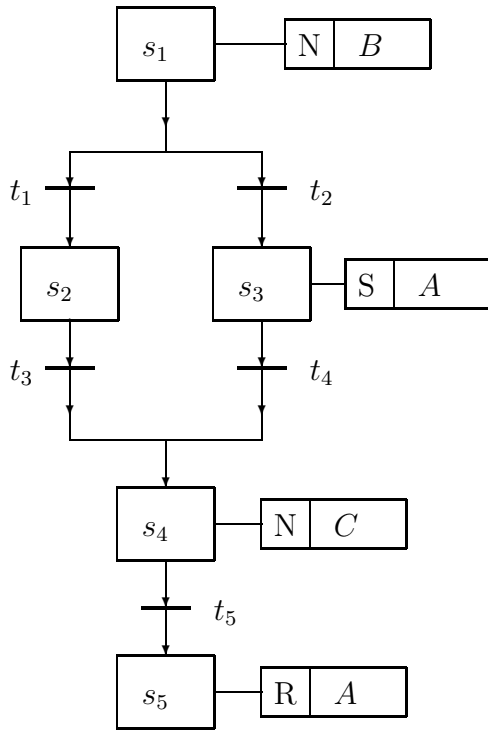 s₁ N B
t₁ t₂
s₂ s₃ S A
t₃ t₄
s₄ N C
t₅
s₅ R A